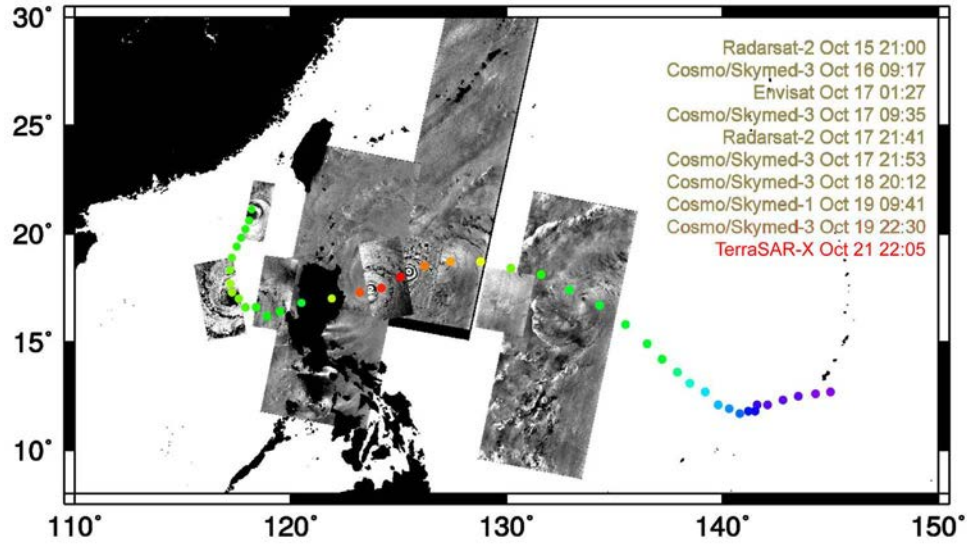 30°
25°
20°
15°
10°
110°
120°
130°
140°
150°
Radarsat-2 Oct 15 21:00
Cosmo/Skymed-3 Oct 16 09:17
Envisat Oct 17 01:27
Cosmo/Skymed-3 Oct 17 09:35
Radarsat-2 Oct 17 21:41
Cosmo/Skymed-3 Oct 17 21:53
Cosmo/Skymed-3 Oct 18 20:12
Cosmo/Skymed-1 Oct 19 09:41
Cosmo/Skymed-3 Oct 19 22:30
TerraSAR-X Oct 21 22:05